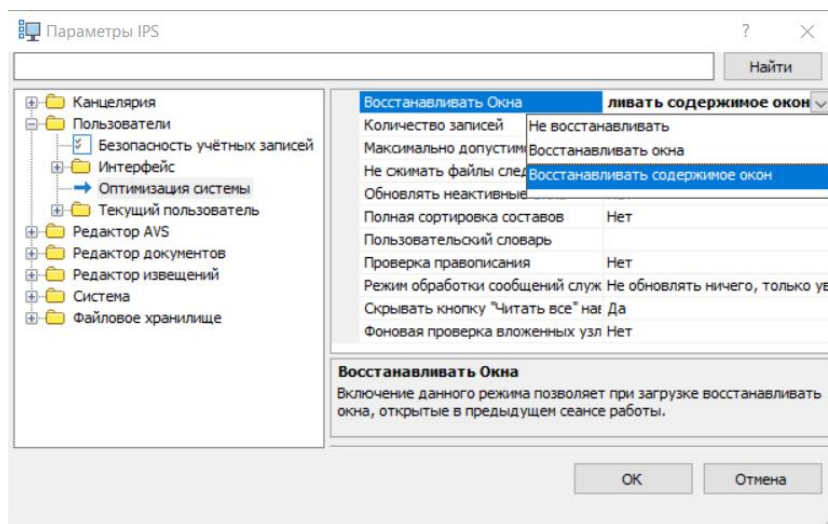 Параметры IPS
Найти
Канцелярия
Пользователи
Безопасность учётных записей
Интерфейс
Оптимизация системы
Текущий пользователь
Редактор AVS
Редактор документов
Редактор извещений
Система
Файловое хранилище
Восстанавливать Окна ливать содержимое окон
Количество записей Не восстанавливать
Максимально допустим Восстанавливать окна
Не сжимать файлы след Восстанавливать содержимое окон
Обновлять неактивные
Полная сортировка составов Нет
Пользовательский словарь
Проверка правописания Нет
Режим обработки сообщений служ Не обновлять ничего, только ув
Скрывать кнопку "Читать все" нав Да
Фоновая проверка вложенных узл Нет
Восстанавливать Окна
Включение данного режима позволяет при загрузке восстанавливать
окна, открытые в предыдущем сеансе работы.
OK Отмена